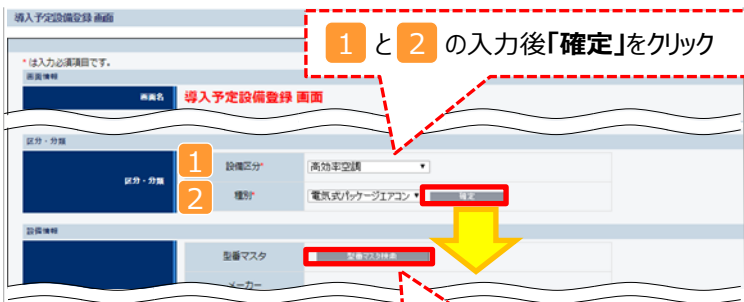 導入予定設備登録 画面
1 と 2 の入力後「確定」をクリック
* は入力必須項目です。
画面情報
画面名 導入予定設備登録 画面
区分・分類
区分・分類
1 設備区分* 高効率空調
2 種別* 電気式パッケージエアコン 確定
設備情報
型番マスタ 型番マスタ検索
メーカー